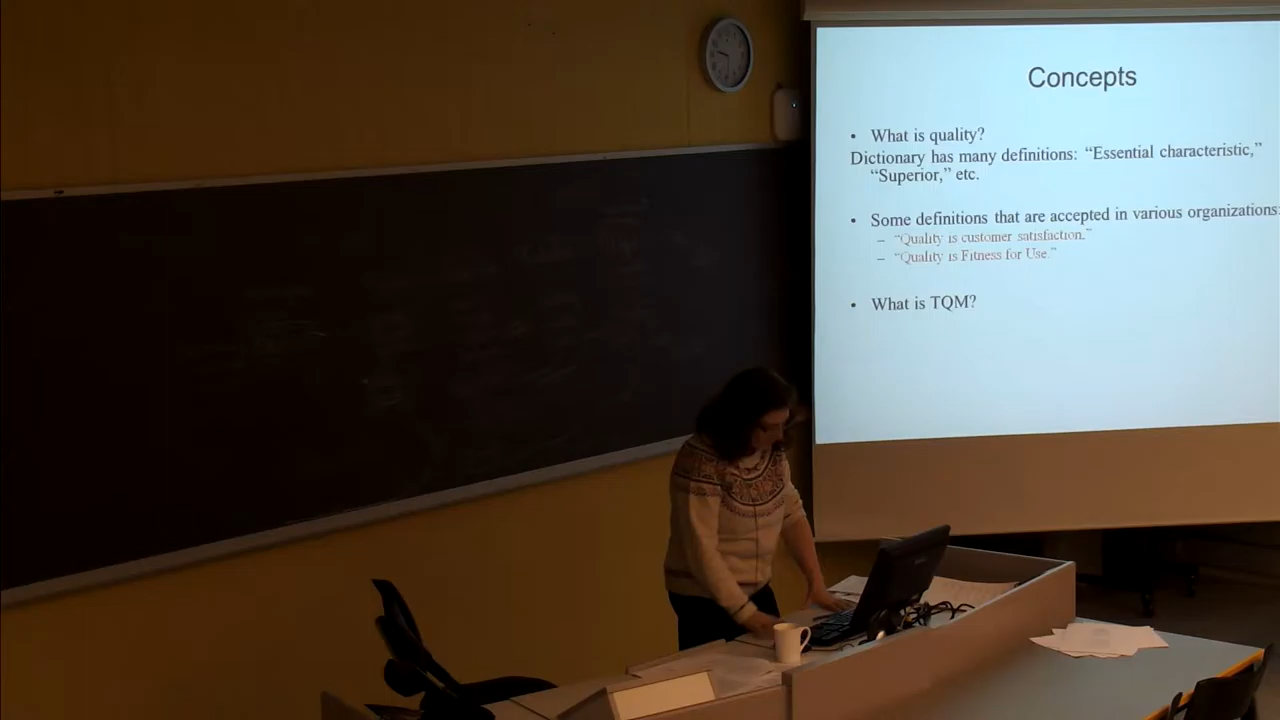 Concepts
• What is quality?
Dictionary has many definitions: “Essential characteristic,”
“Superior,” etc.
• Some definitions that are accepted in various organizations:
– “Quality is customer satisfaction.”
– “Quality is Fitness for Use.”
• What is TQM?